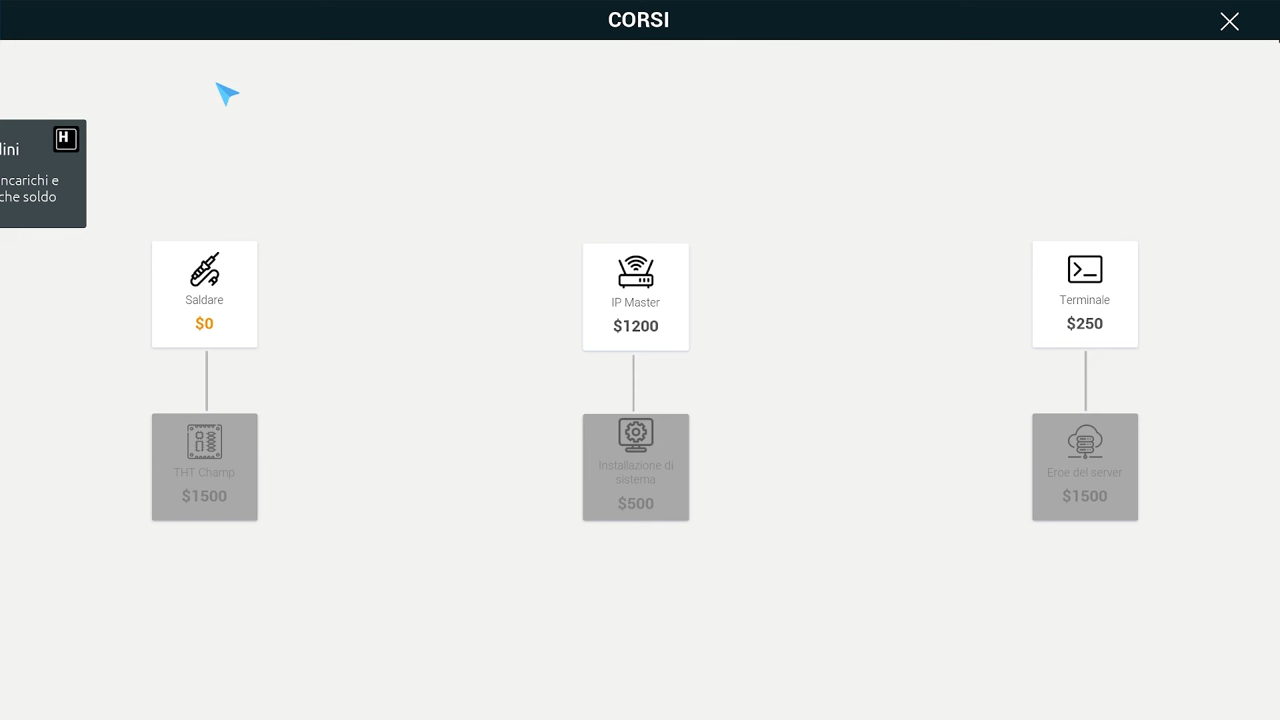 CORSI
H
dini
ncarichi e
che soldo
Saldare
$0
IP Master
$1200
Terminale
$250
THT Champ
$1500
Installazione di
sistema
$500
Eroe del server
$1500